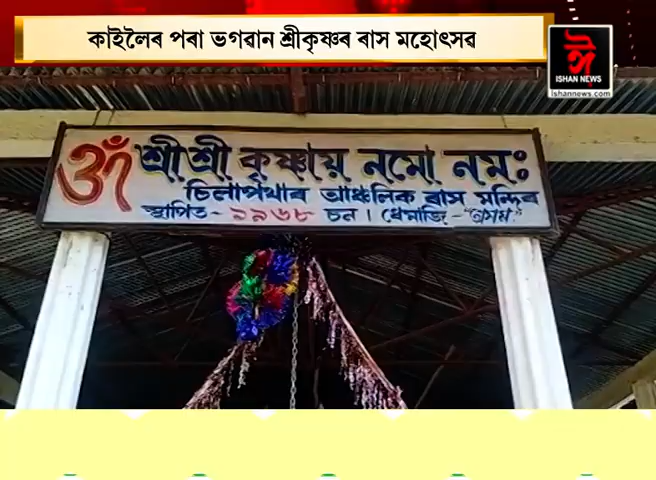 কাইলৈৰ পৰা ভগৱান শ্ৰীকৃষ্ণৰ ৰাস মহোৎসৱ
ঈ
ISHAN NEWS
ishannews.com
ॐ শ্ৰী শ্ৰী কৃষ্ণায় নমো নমঃ
চিলাপথাৰ আঞ্চলিক ৰাস মন্দিৰ
স্থাপিত - ১৯৬৮ চন । ধেমাজি - "অসম"